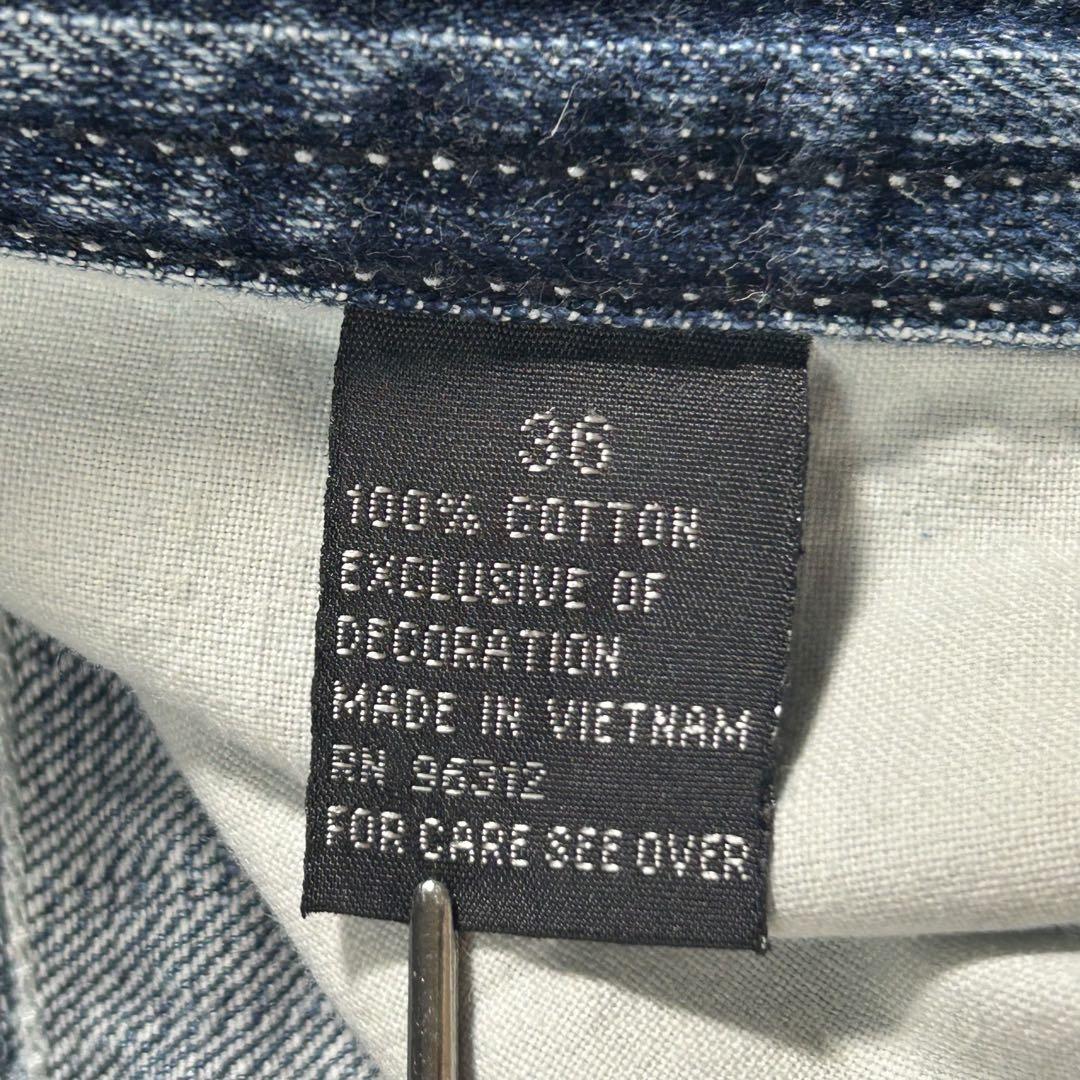 36
100% COTTON
EXCLUSIVE OF
DECORATION
MADE IN VIETNAM
RN 96312
FOR CARE SEE OVER